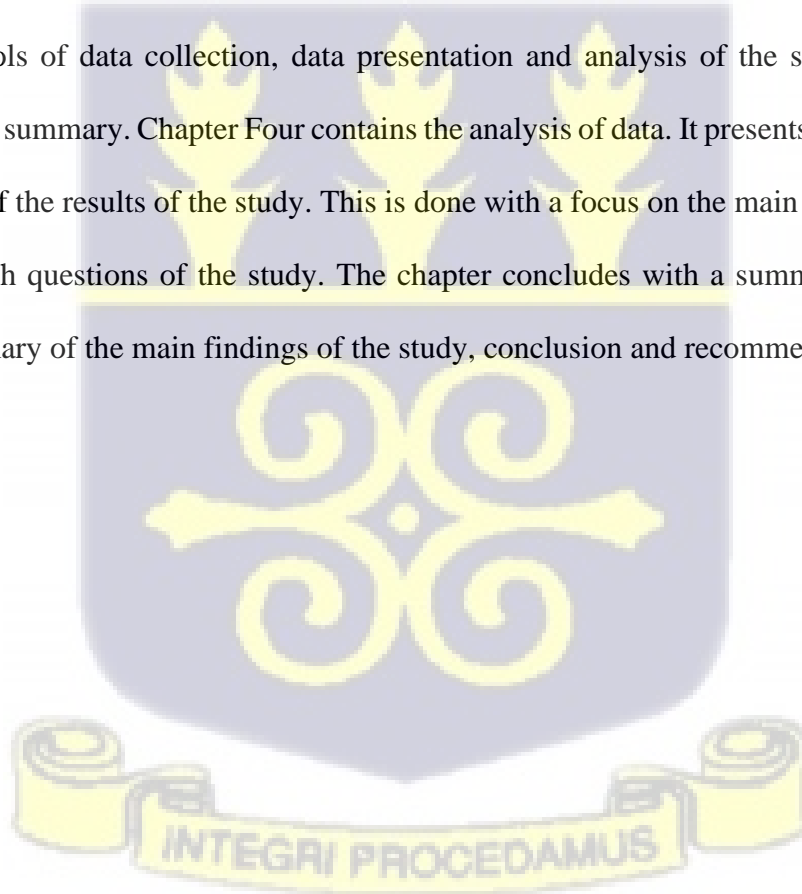 of data collection, data presentation and analysis of the s
summary. Chapter Four contains the analysis of data. It presents
f the results of the study. This is done with a focus on the main
h questions of the study. The chapter concludes with a summ
ary of the main findings of the study, conclusion and recomme
INTEGRI PROCEDAMUS